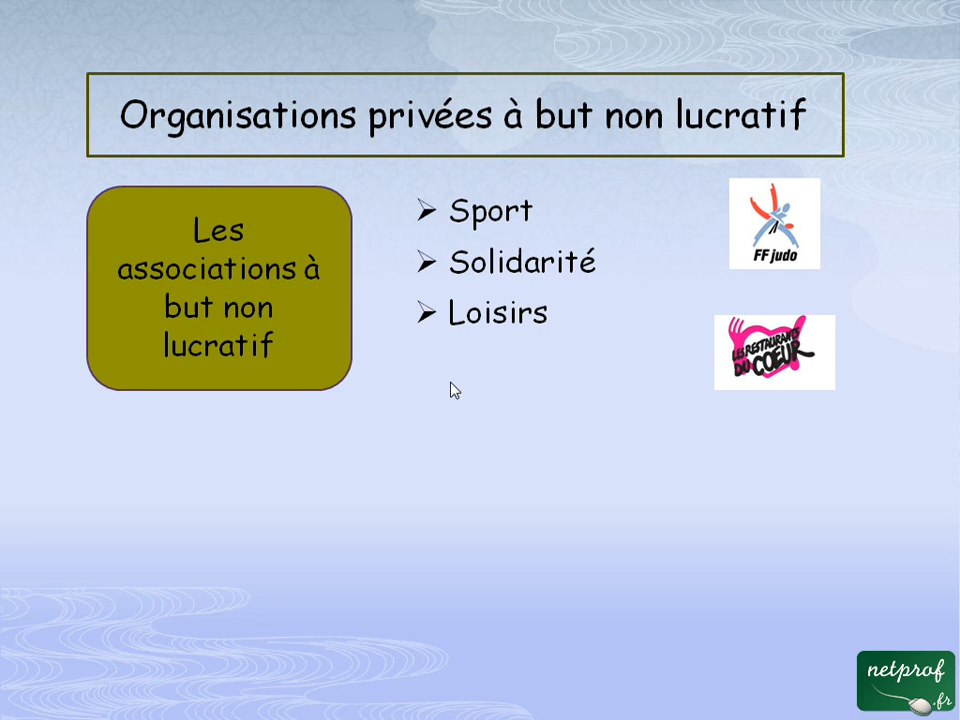 Organisations privées à but non lucratif
Les
associations à
but non
lucratif
Sport
Solidarité
Loisirs
FF judo
LES RESTAURANTS
DU COEUR
netprof
.fr